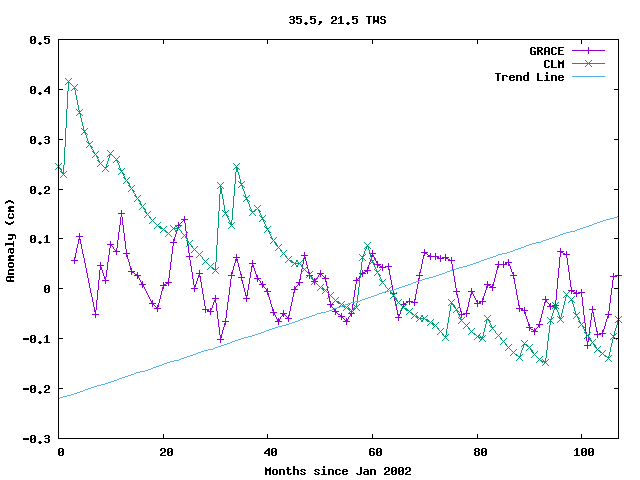 35.5, 21.5 TWS
GRACE
CLM
Trend Line
Anomaly (cm)
0.5
0.4
0.3
0.2
0.1
0
-0.1
-0.2
-0.3
0 20 40 60 80 100
Months since Jan 2002